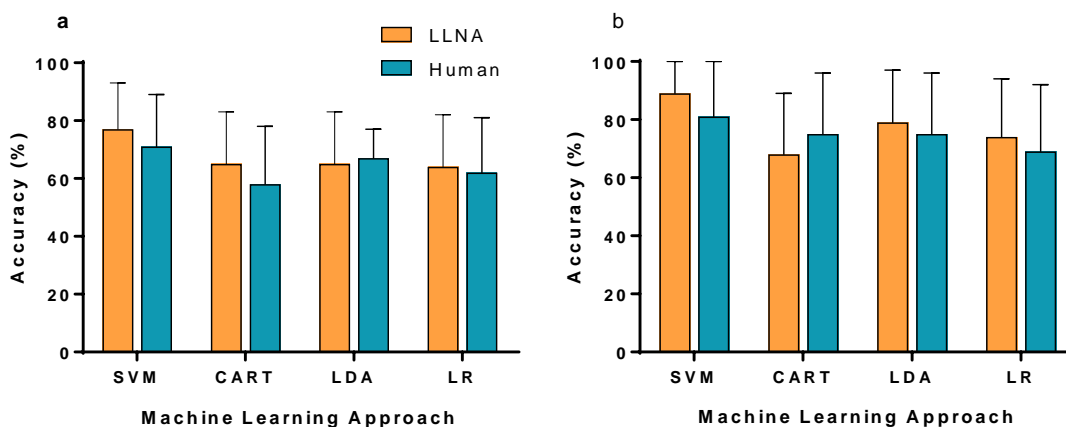 a
LLNA
Human
100
80
60
40
20
0
Accuracy (%)
SVM CART LDA LR
Machine Learning Approach
b
100
80
60
40
20
0
Accuracy (%)
SVM CART LDA LR
Machine Learning Approach